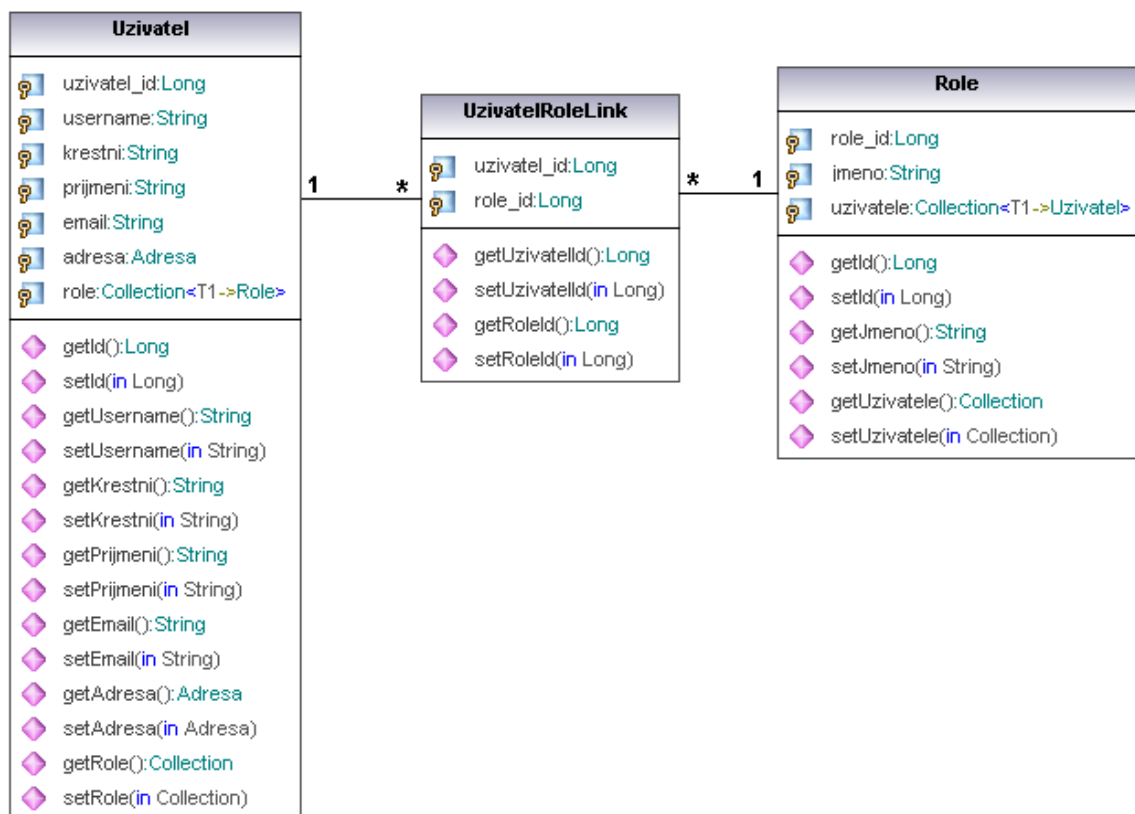 Uzivatel
uzivatel_id:Long
username:String
krestni:String
prijmeni:String
email:String
adresa:Adresa
role:Collection<T1->Role>
getId():Long
setId(in Long)
getUsername():String
setUsername(in String)
getKrestni():String
setKrestni(in String)
getPrijmeni():String
setPrijmeni(in String)
getEmail():String
setEmail(in String)
getAdresa():Adresa
setAdresa(in Adresa)
getRole():Collection
setRole(in Collection)
1
*
UzivatelRoleLink
uzivatel_id:Long
role_id:Long
getUzivatelId():Long
setUzivatelId(in Long)
getRoleId():Long
setRoleId(in Long)
*
1
Role
role_id:Long
jmeno:String
uzivatele:Collection<T1->Uzivatel>
getId():Long
setId(in Long)
getJmeno():String
setJmeno(in String)
getUzivatele():Collection
setUzivatele(in Collection)